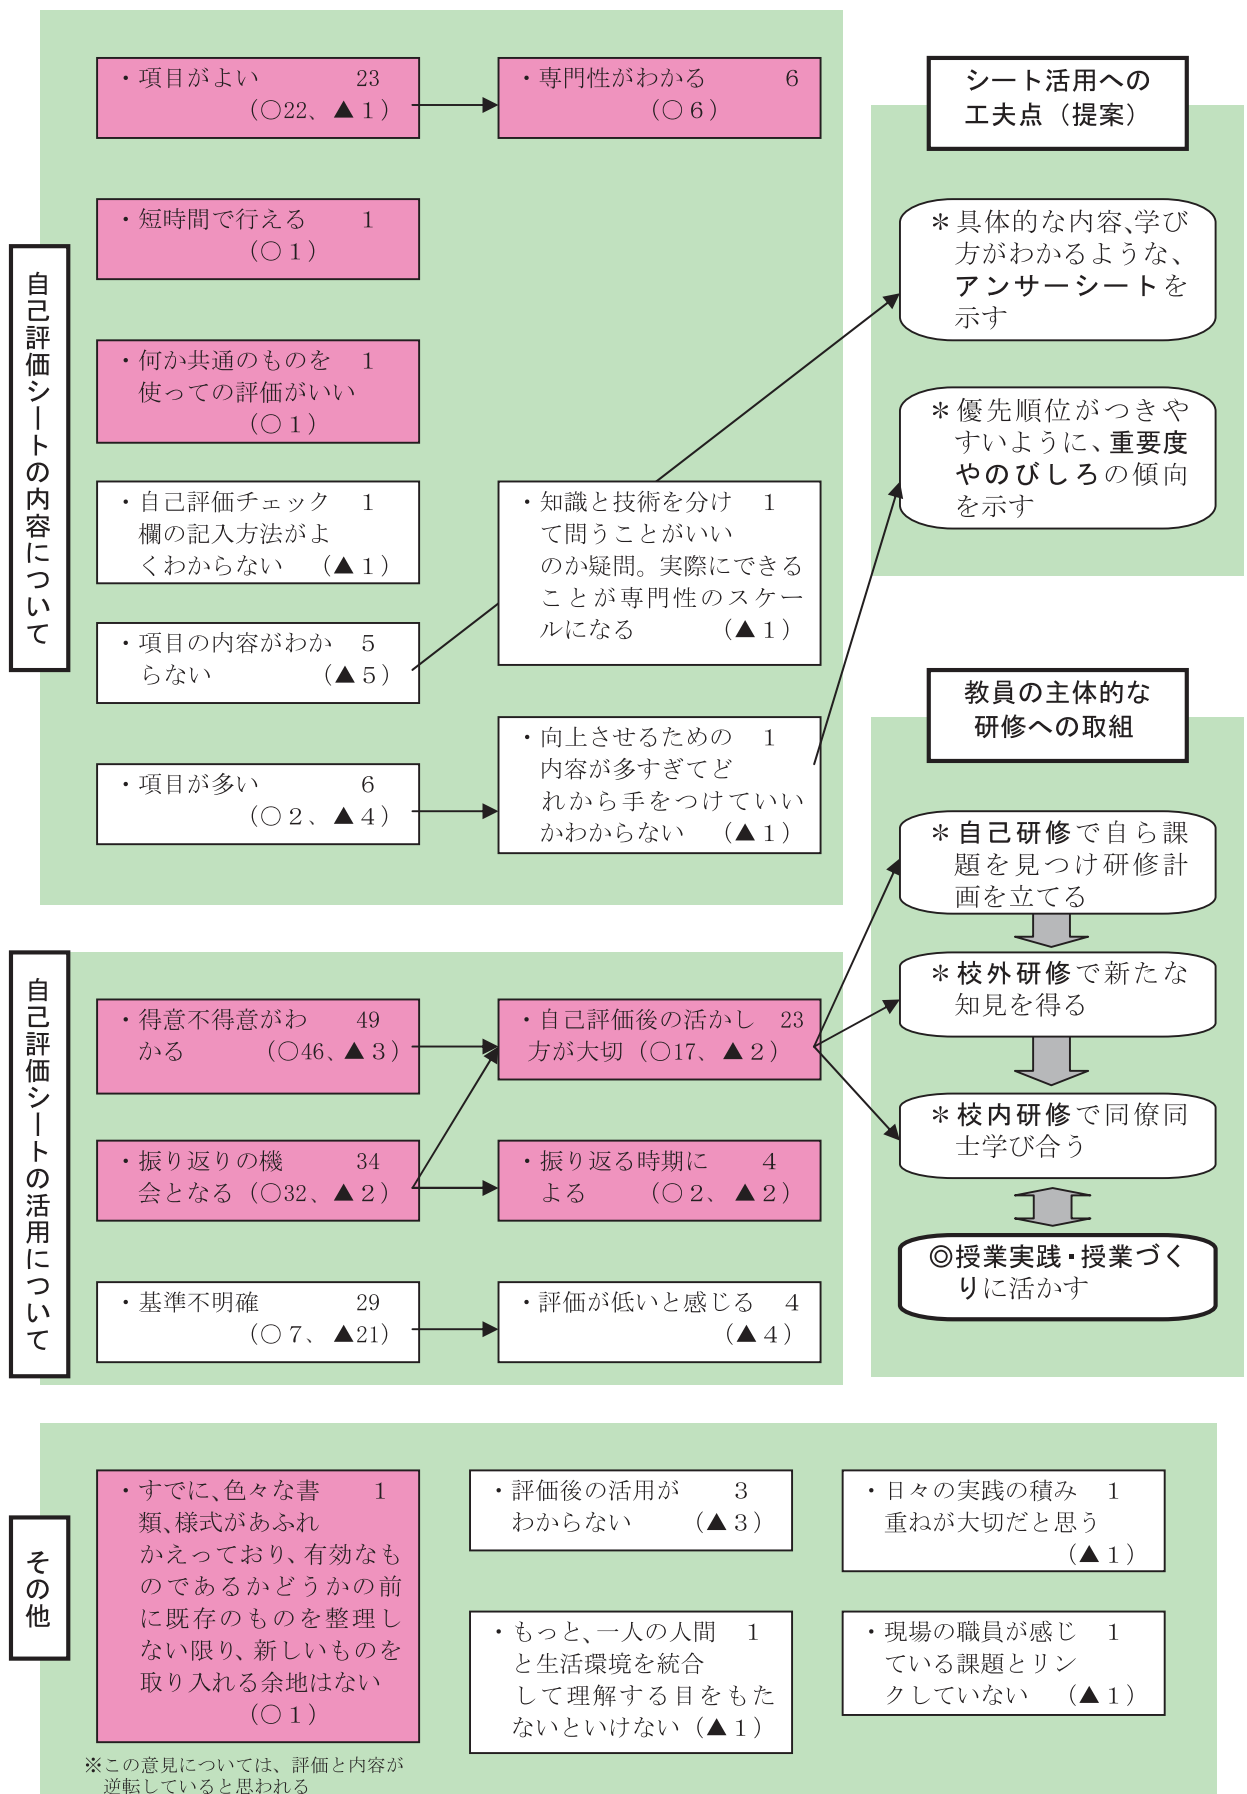 自己評価シートの内容について
・項目がよい 23
(○22、▲1)
・専門性がわかる 6
(○6)
・短時間で行える 1
(○1)
・何か共通のものを 1
使っての評価がいい
(○1)
・自己評価チェック 1
欄の記入方法がよ
くわからない (▲1)
・知識と技術を分け 1
て問うことがいい
のか疑問。実際にできる
ことが専門性のスケー
ルになる (▲1)
・項目の内容がわか 5
らない (▲5)
・項目が多い 6
(○2、▲4)
・向上させるための 1
内容が多すぎてど
れから手をつけていい
かわからない (▲1)
シート活用への
工夫点（提案）
＊具体的な内容、学び
方がわかるような、
アンサーシートを
示す
＊優先順位がつきや
すいように、重要度
やのびしろの傾向
を示す
自己評価シートの活用について
・得意不得意がわ 49
かる (○46、▲3)
・自己評価後の活かし 23
方が大切 (○17、▲2)
・振り返りの機 34
会となる (○32、▲2)
・振り返る時期に 4
よる (○2、▲2)
・基準不明確 29
(○7、▲21)
・評価が低いと感じる 4
(▲4)
教員の主体的な
研修への取組
＊自己研修で自ら課
題を見つけ研修計
画を立てる
＊校外研修で新たな
知見を得る
＊校内研修で同僚同
士学び合う
◎授業実践・授業づく
りに活かす
その他
・すでに、色々な書 1
類、様式があふれ
かえっており、有効なも
のであるかどうかの前
に既存のものを整理し
ない限り、新しいものを
取り入れる余地はない
(○1)
※この意見については、評価と内容が
逆転していると思われる
・評価後の活用が 3
わからない (▲3)
・日々の実践の積み 1
重ねが大切だと思う
(▲1)
・もっと、一人の人間 1
と生活環境を統合
して理解する目をもた
ないといけない (▲1)
・現場の職員が感じ 1
ている課題とリン
クしていない (▲1)